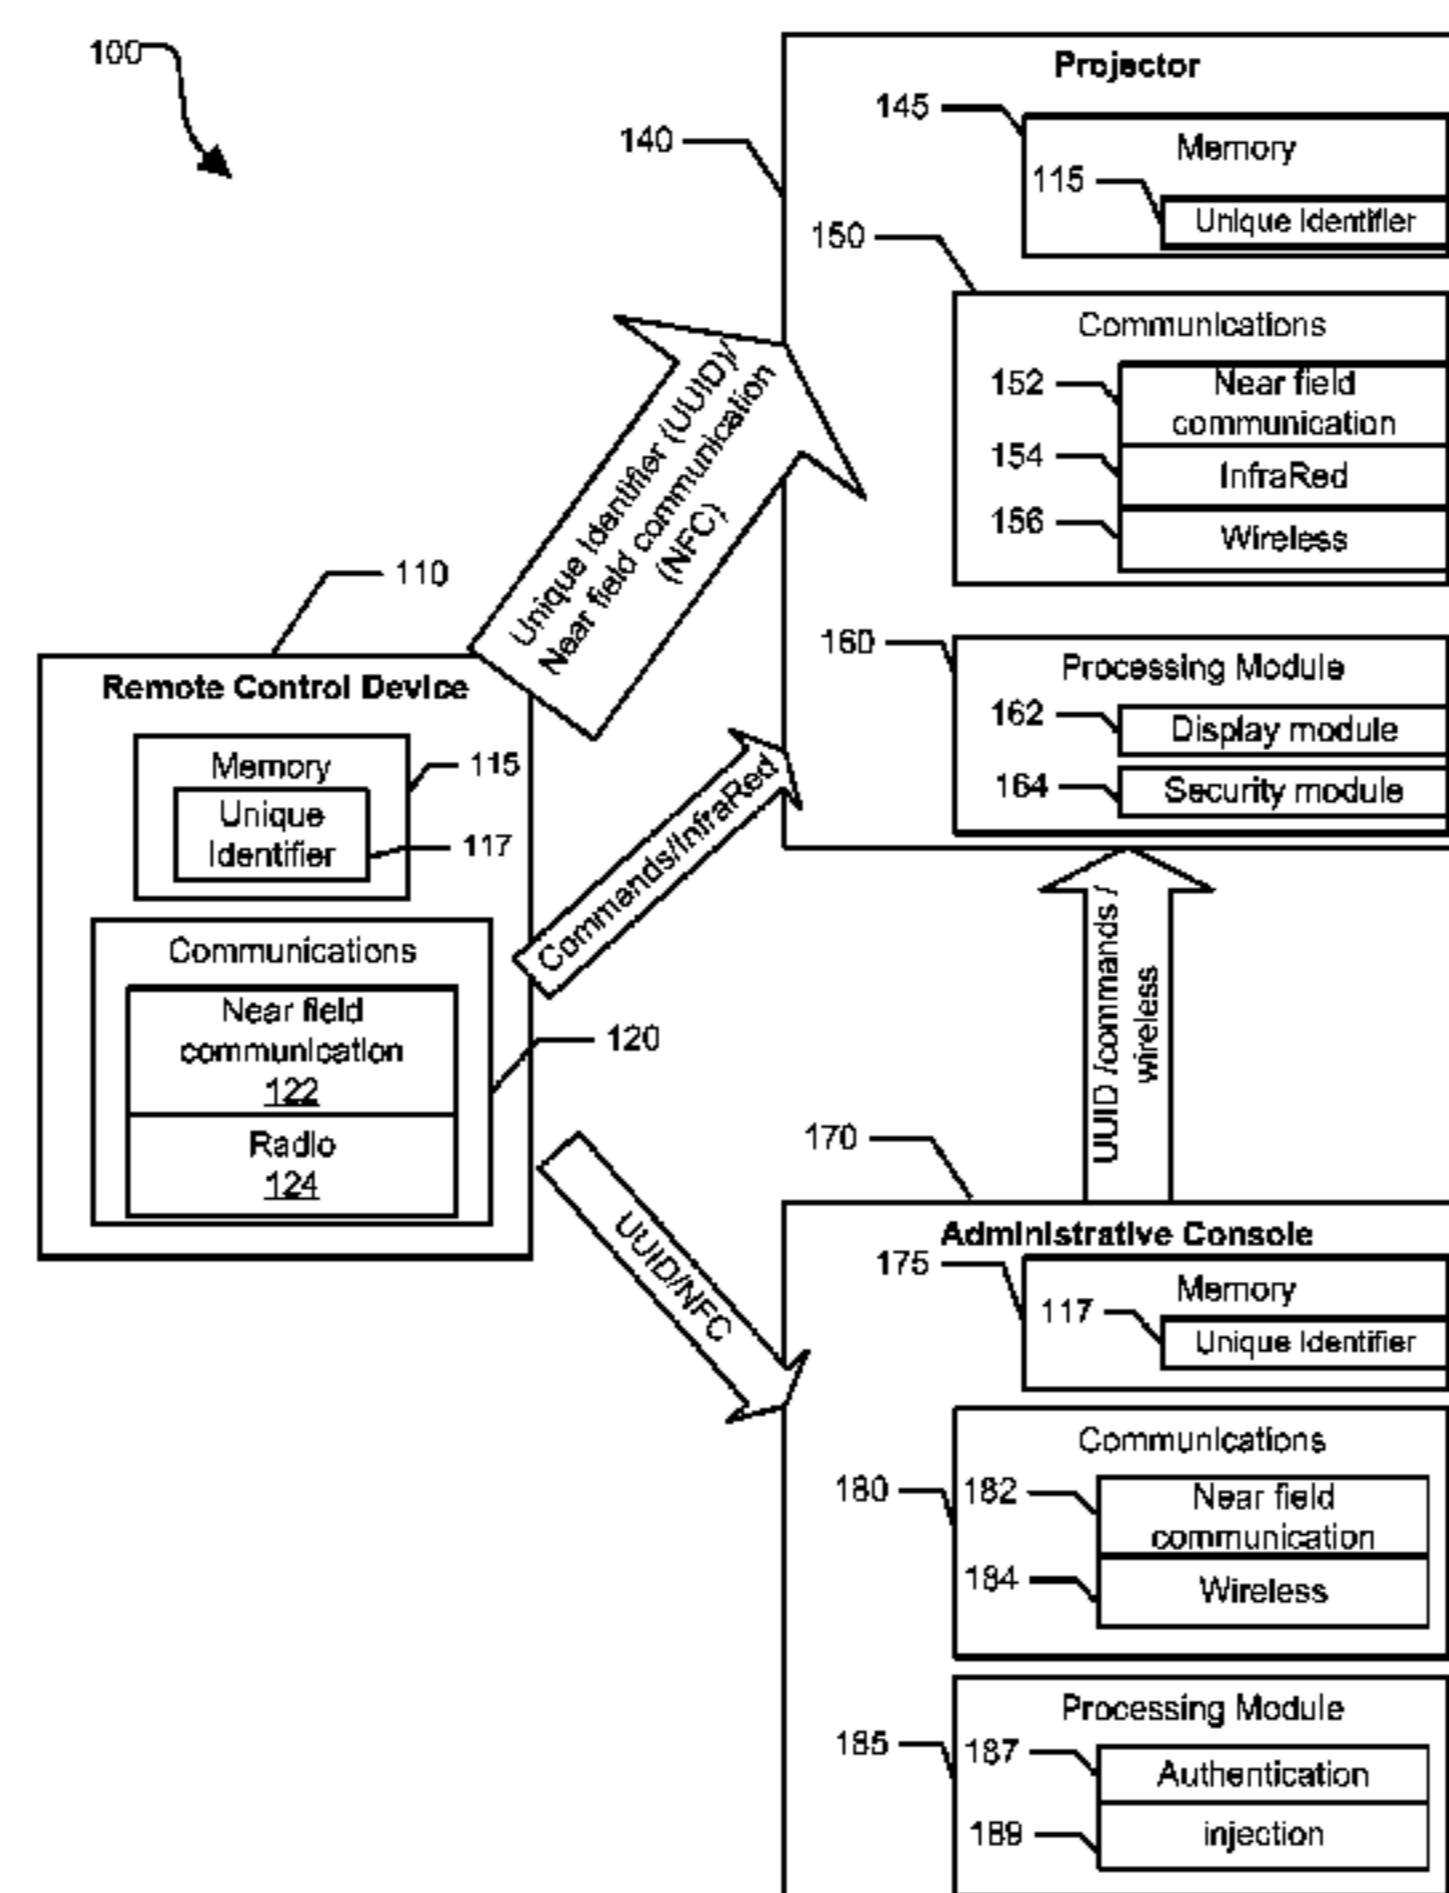 100
Projector
145
Memory
140
115
Unique Identifier
150
Communications
152
Near field
communication
154
InfraRed
156
Wireless
Unique Identifier (UUID)/
Near field communication
(NFC)
110
160
Processing Module
162
Display module
164
Security module
Remote Control Device
Memory
115
Unique
Identifier
117
Commands/InfraRed
Communications
Near field
communication
122
120
Radio
124
UUID /commands /
wireless
170
UUID/NFC
Administrative Console
175
Memory
117
Unique Identifier
Communications
180
182
Near field
communication
184
Wireless
Processing Module
185
187
Authentication
189
injection